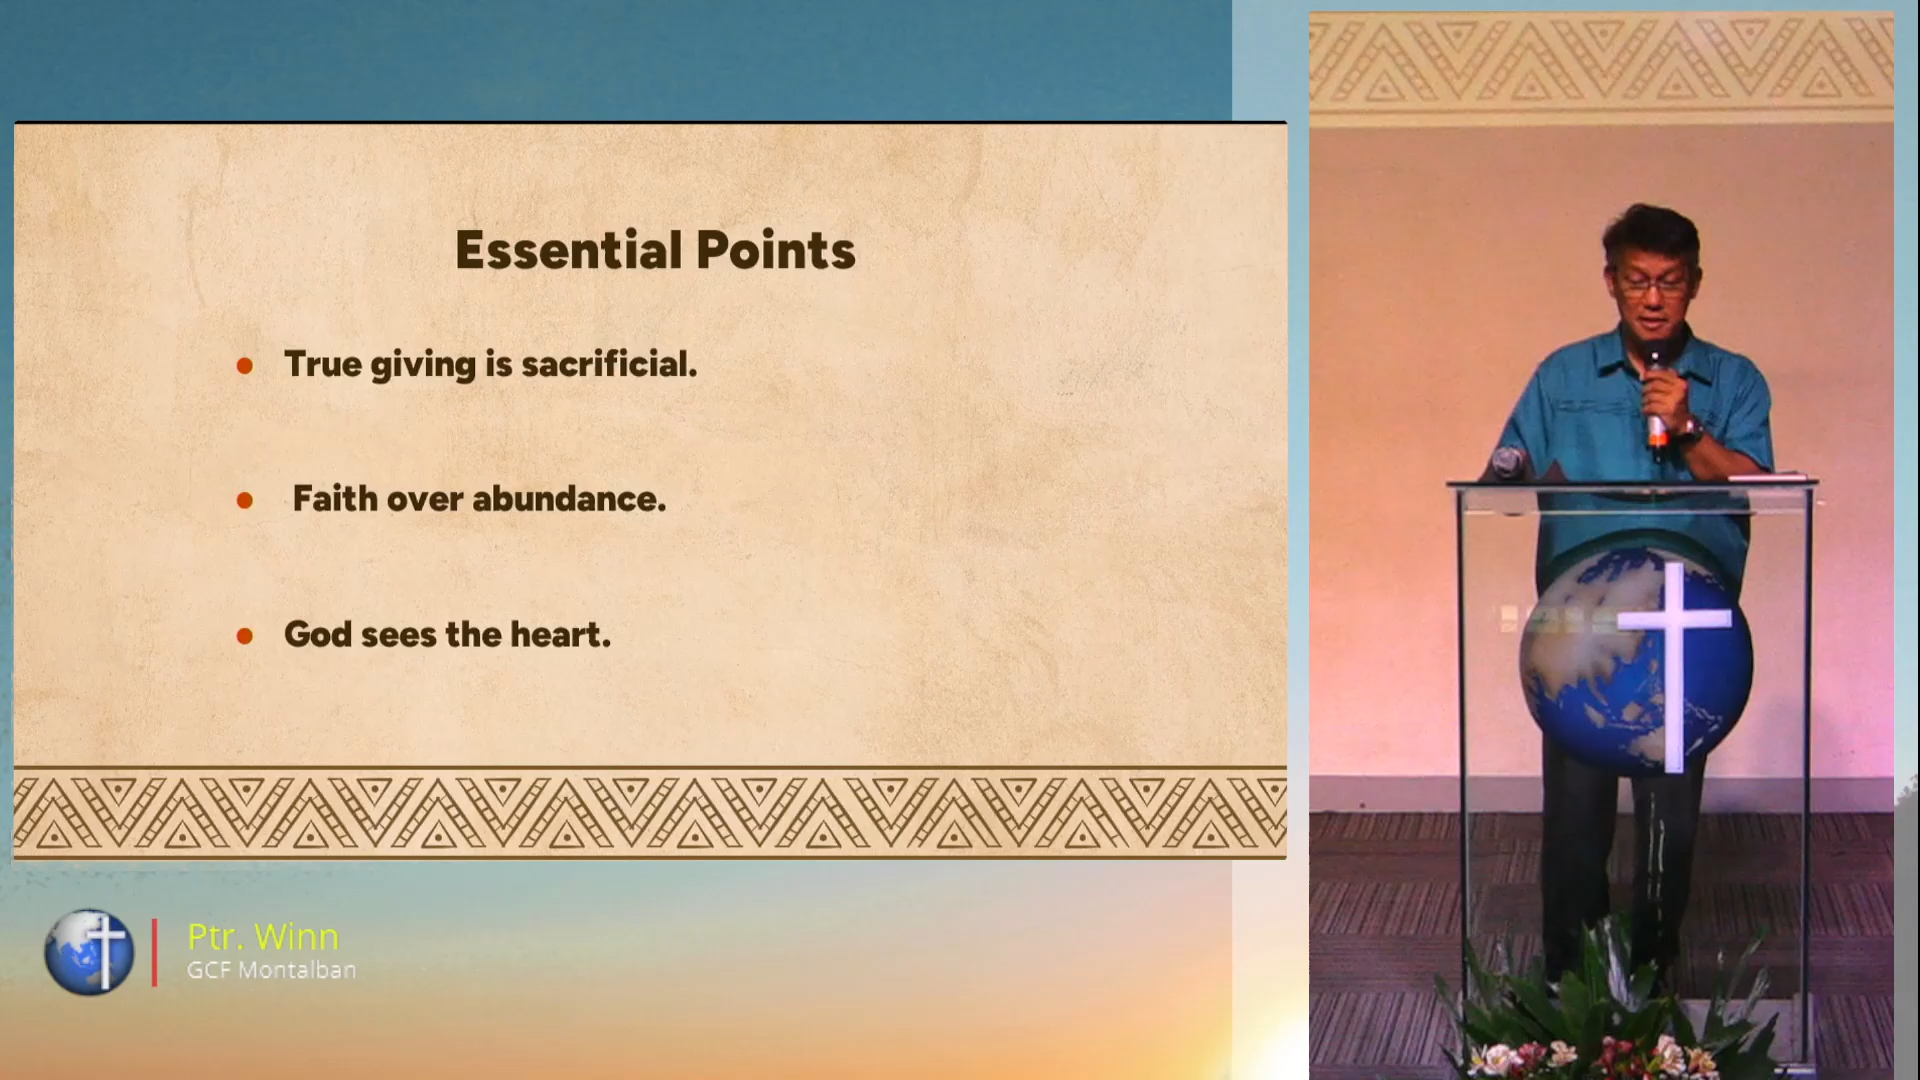 Essential Points
True giving is sacrificial.
Faith over abundance.
God sees the heart.
Ptr. Winn
GCF Montalban